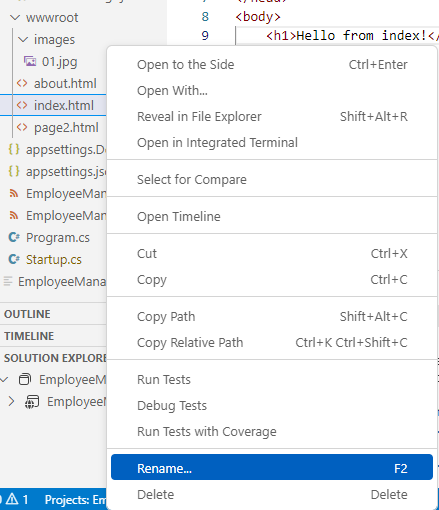 wwwroot
images
01.jpg
about.html
index.html
page2.html
appsettings.D
appsettings.js
EmployeeMa
EmployeeMa
Program.cs
Startup.cs
EmployeeMana
OUTLINE
TIMELINE
SOLUTION EXPLORE
EmployeeM
EmployeeM
1
Projects: Em
8 <body>
9 <h1>Hello from index!</
Open to the Side Ctrl+Enter
Open With...
Reveal in File Explorer Shift+Alt+R
Open in Integrated Terminal
Select for Compare
Open Timeline
Cut Ctrl+X
Copy Ctrl+C
Copy Path Shift+Alt+C
Copy Relative Path Ctrl+K Ctrl+Shift+C
Run Tests
Debug Tests
Run Tests with Coverage
Rename... F2
Delete Delete